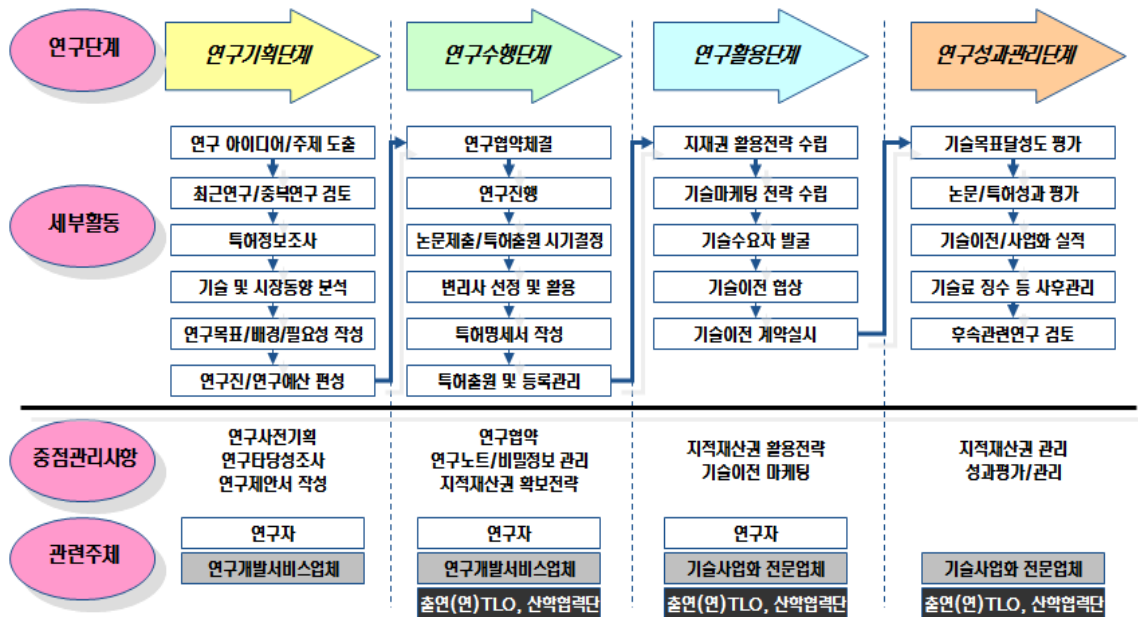 연구단계
연구기획단계
연구수행단계
연구활용단계
연구성과관리단계
세부활동
연구 아이디어/주제 도출
최근연구/중복연구 검토
특허정보조사
기술 및 시장동향 분석
연구목표/배경/필요성 작성
연구진/연구예산 편성
연구협약체결
연구진행
논문제출/특허출원 시기결정
변리사 선정 및 활용
특허명세서 작성
특허출원 및 등록관리
지재권 활용전략 수립
기술마케팅 전략 수립
기술수요자 발굴
기술이전 협상
기술이전 계약실시
기술목표달성도 평가
논문/특허성과 평가
기술이전/사업화 실적
기술료 징수 등 사후관리
후속관련연구 검토
중점관리사항
연구사전기획
연구타당성조사
연구제안서 작성
연구협약
연구노트/비밀정보 관리
지적재산권 확보전략
지적재산권 활용전략
기술이전 마케팅
지적재산권 관리
성과평가/관리
관련주체
연구자
연구개발서비스업체
연구자
연구개발서비스업체
출연(연)TLO, 산학협력단
연구자
기술사업화 전문업체
출연(연)TLO, 산학협력단
기술사업화 전문업체
출연(연)TLO, 산학협력단